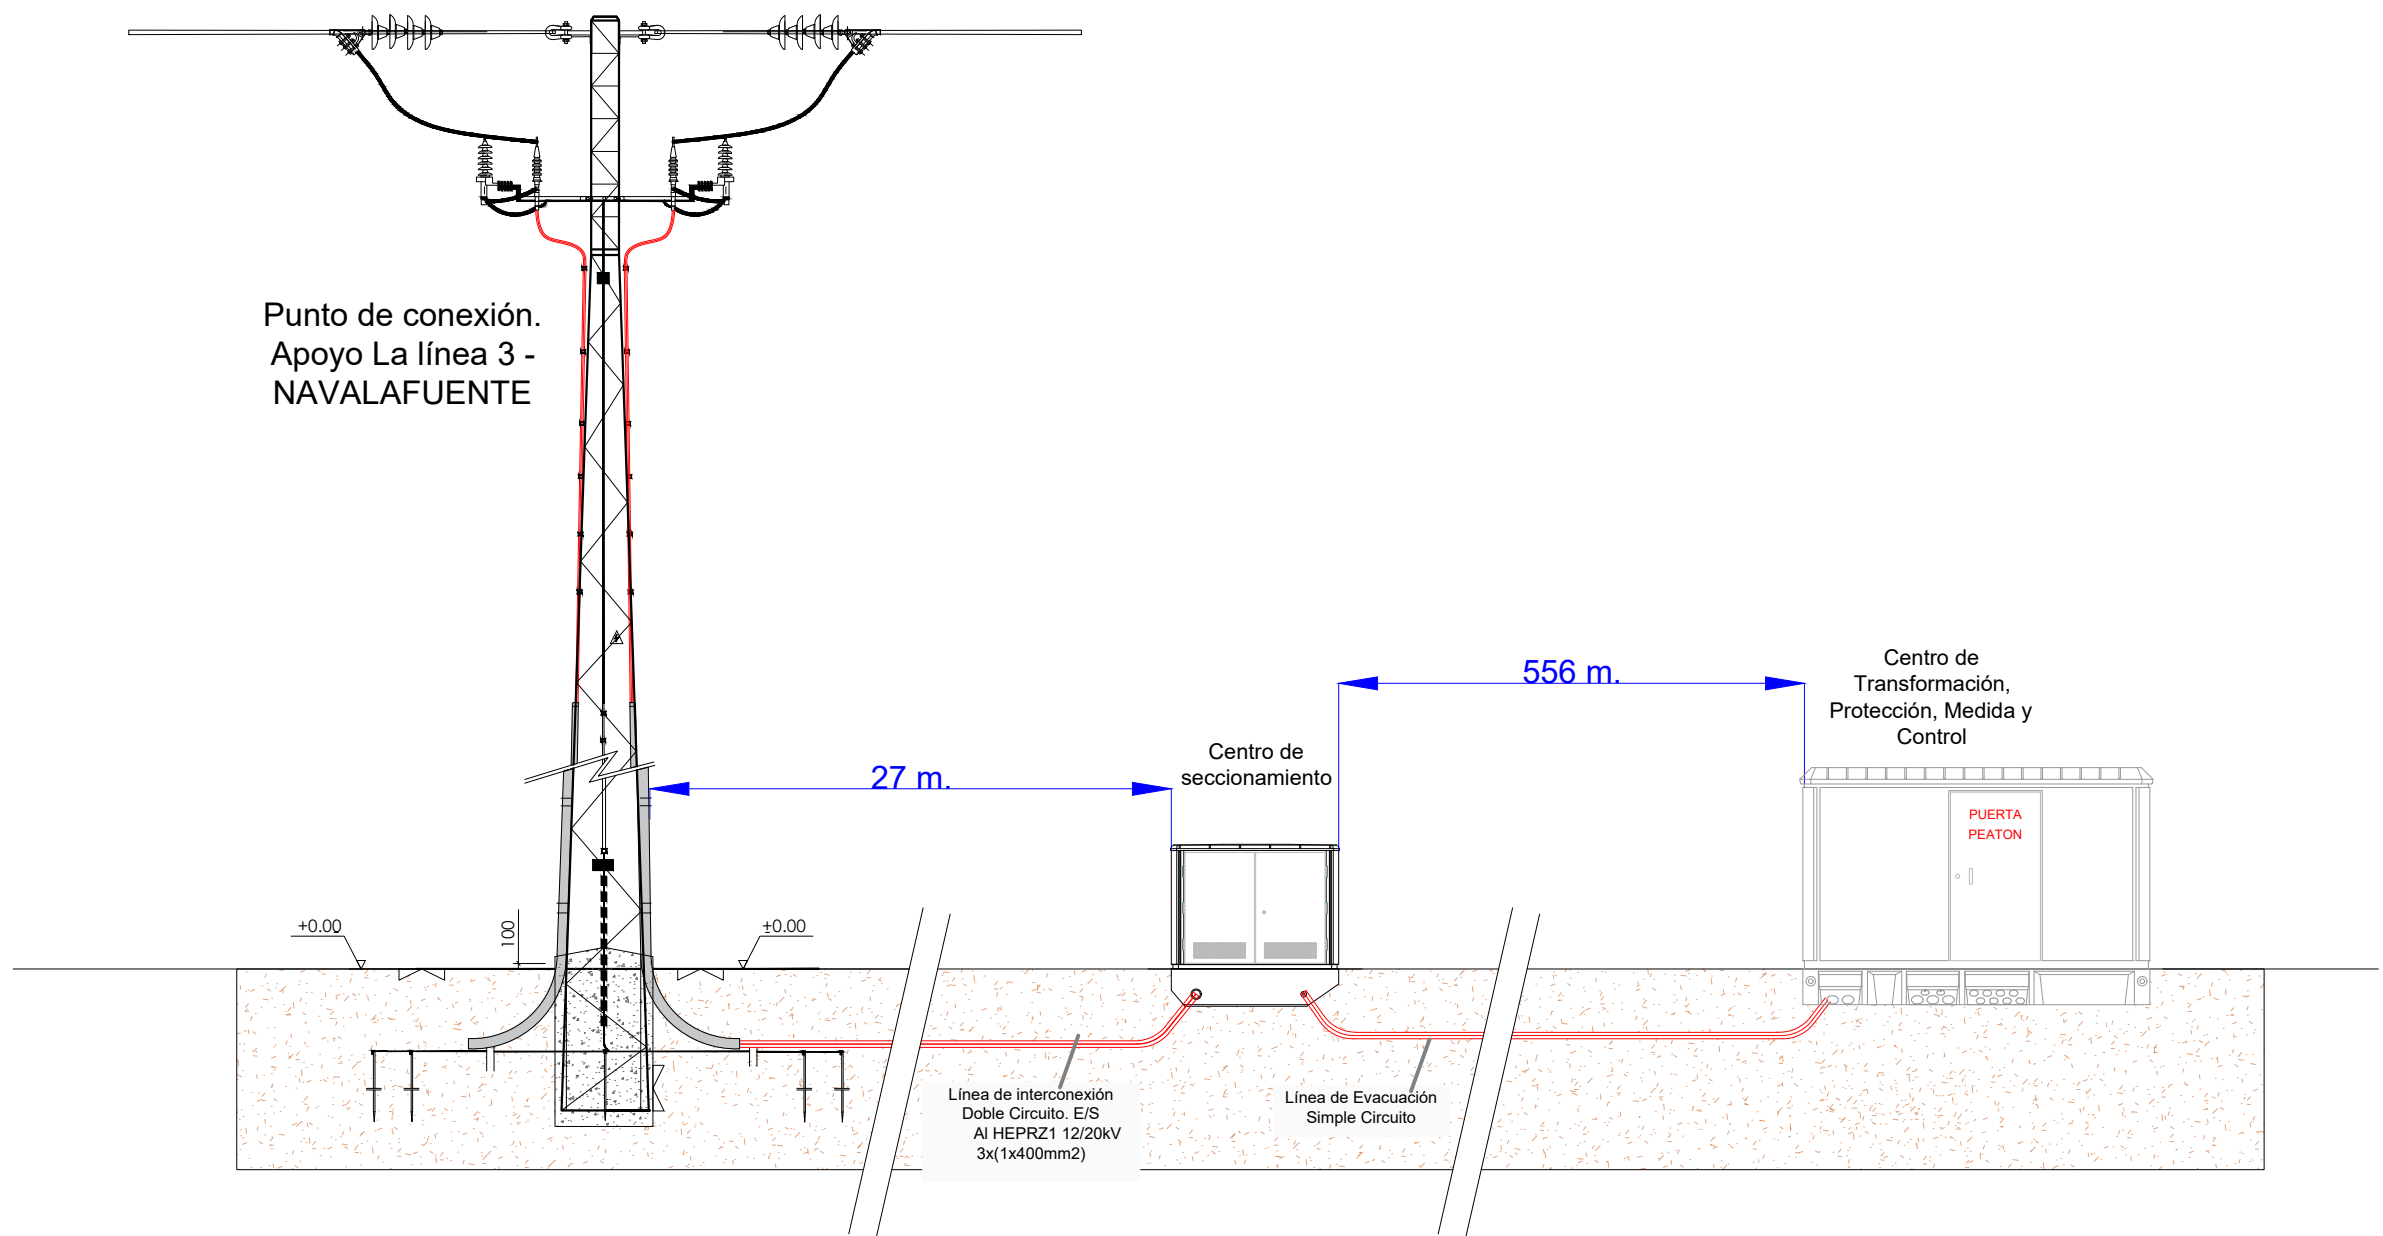 Punto de conexión.
Apoyo La línea 3 -
NAVALAFUENTE
556 m.
Centro de
Transformación,
Protección, Medida y
Control
27 m.
Centro de
seccionamiento
PUERTA
PEATON
+0.00
100
±0.00
Línea de interconexión
Doble Circuito. E/S
Al HEPRZ1 12/20kV
3x(1x400mm2)
Línea de Evacuación
Simple Circuito